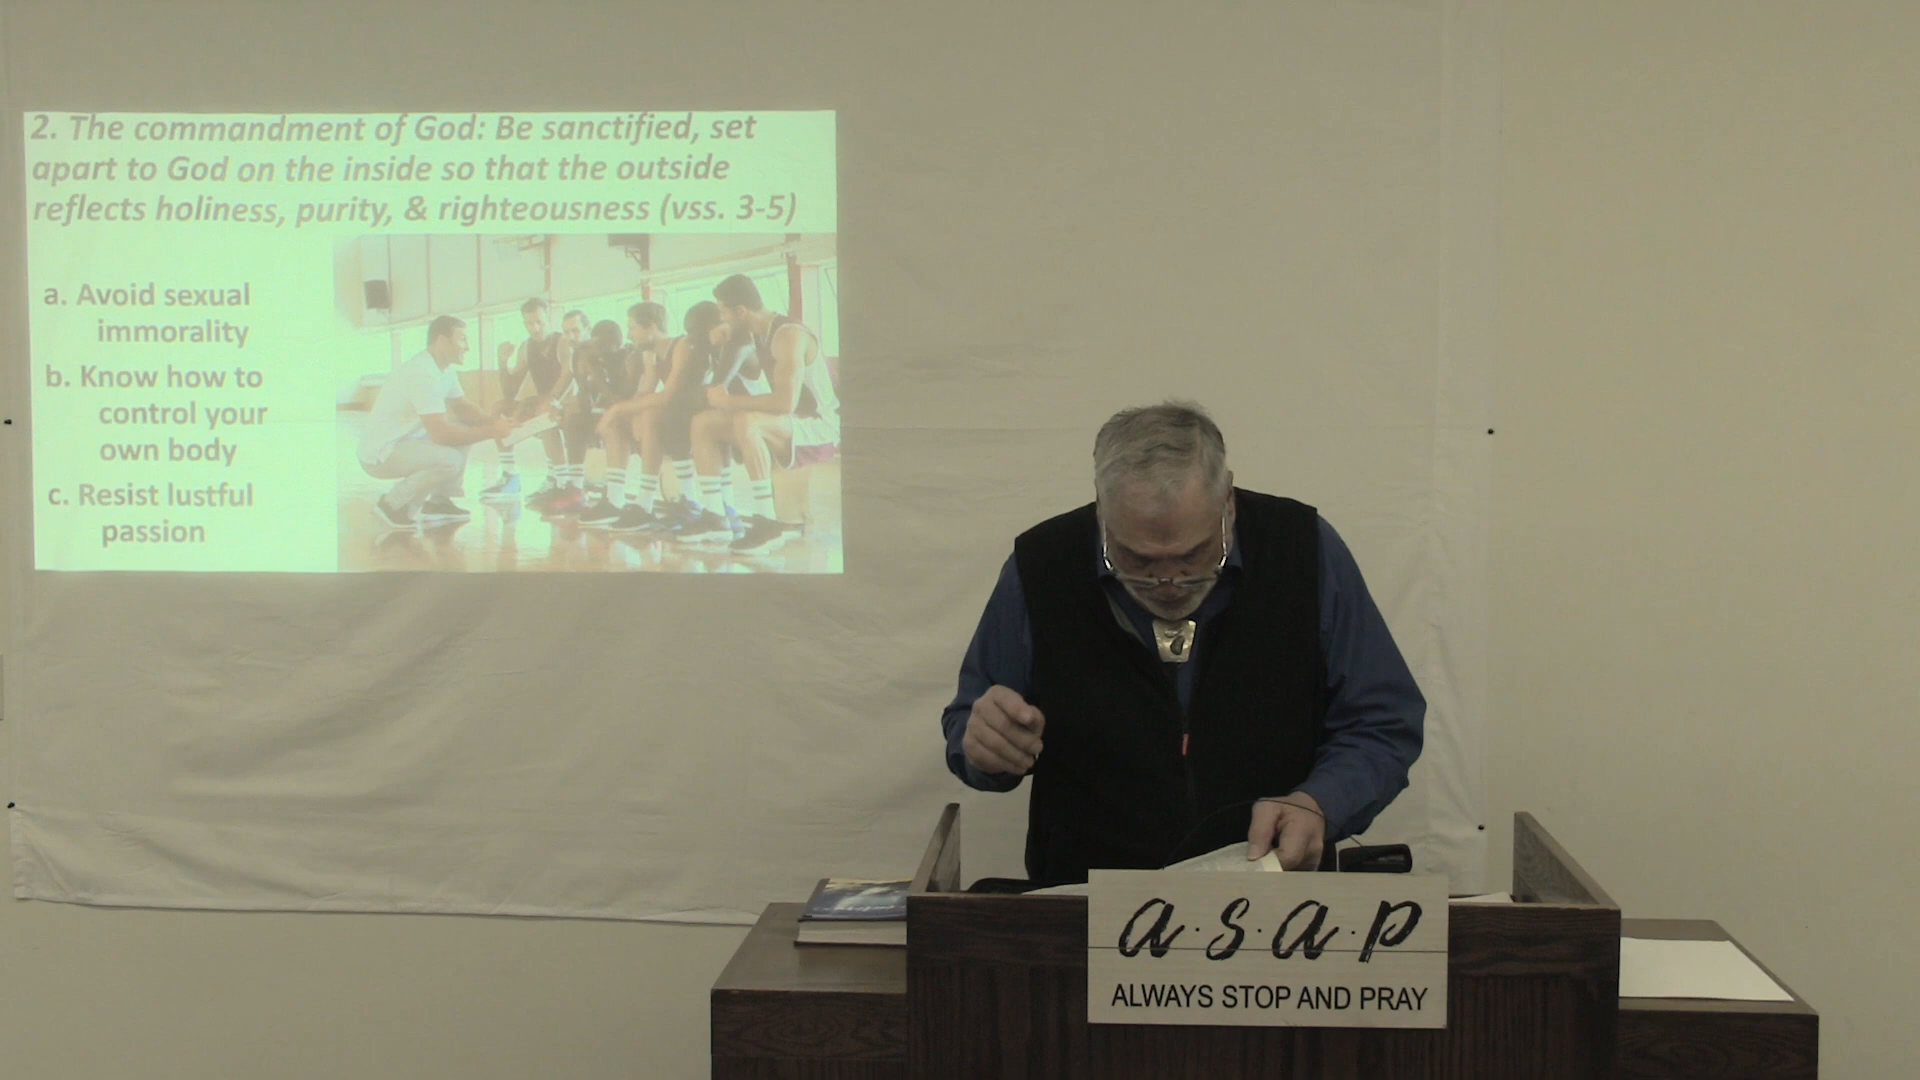 2. The commandment of God: Be sanctified, set
apart to God on the inside so that the outside
reflects holiness, purity, & righteousness (vss. 3-5)
a. Avoid sexual
immorality
b. Know how to
control your
own body
c. Resist lustful
passion
a.s.a.p
ALWAYS STOP AND PRAY